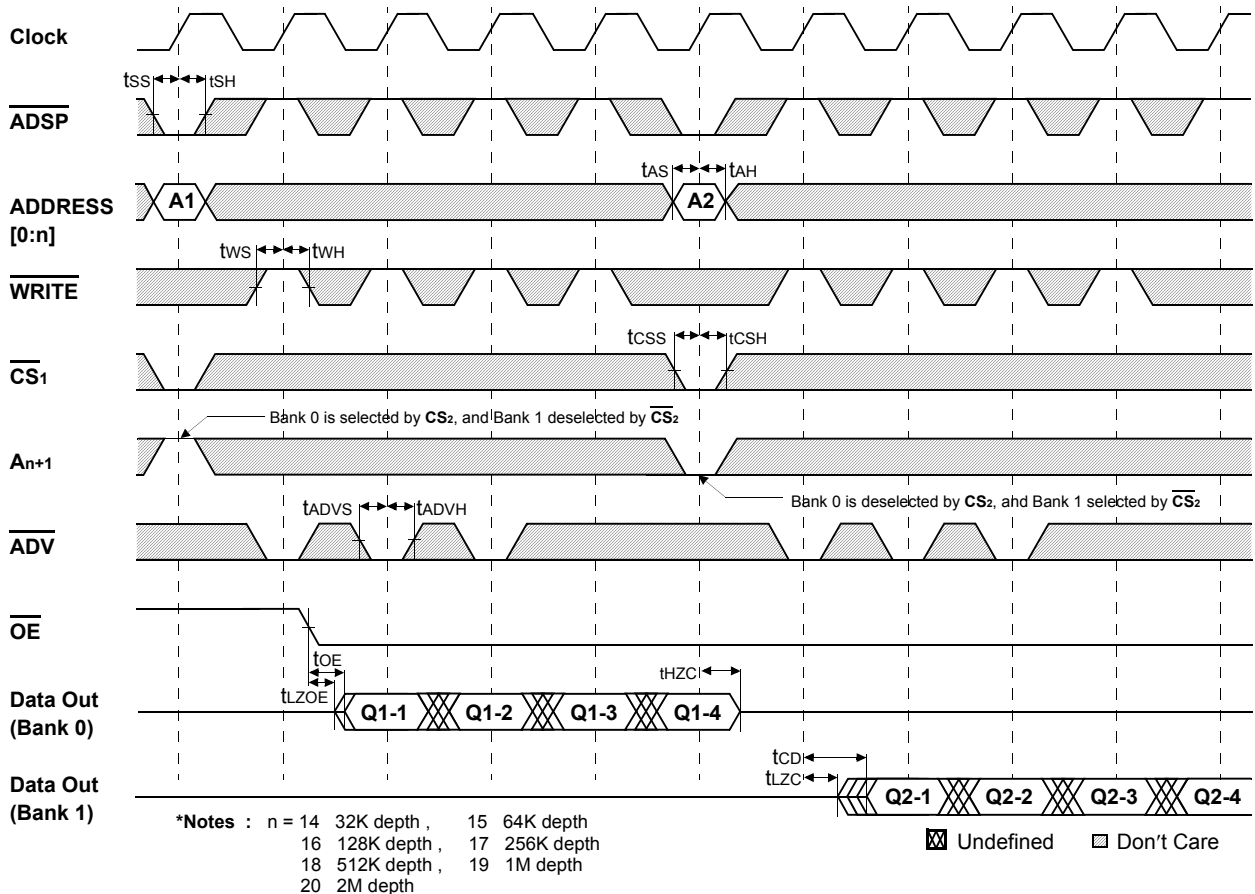 Clock
tSS tSH
ADSP
tAS tAH
ADDRESS
[0:n]
A1 A2
tWS tWH
WRITE
tCSS tCSH
CS1
Bank 0 is selected by CS2, and Bank 1 deselected by CS2
An+1
Bank 0 is deselected by CS2, and Bank 1 selected by CS2
tADVS tADVH
ADV
OE
tOE
tHZC
tLZOE
Data Out
(Bank 0)
Q1-1 Q1-2 Q1-3 Q1-4
tCD
tLZC
Data Out
(Bank 1)
Q2-1 Q2-2 Q2-3 Q2-4
*Notes : n = 14 32K depth , 15 64K depth
16 128K depth , 17 256K depth
18 512K depth , 19 1M depth
20 2M depth
Undefined Don't Care